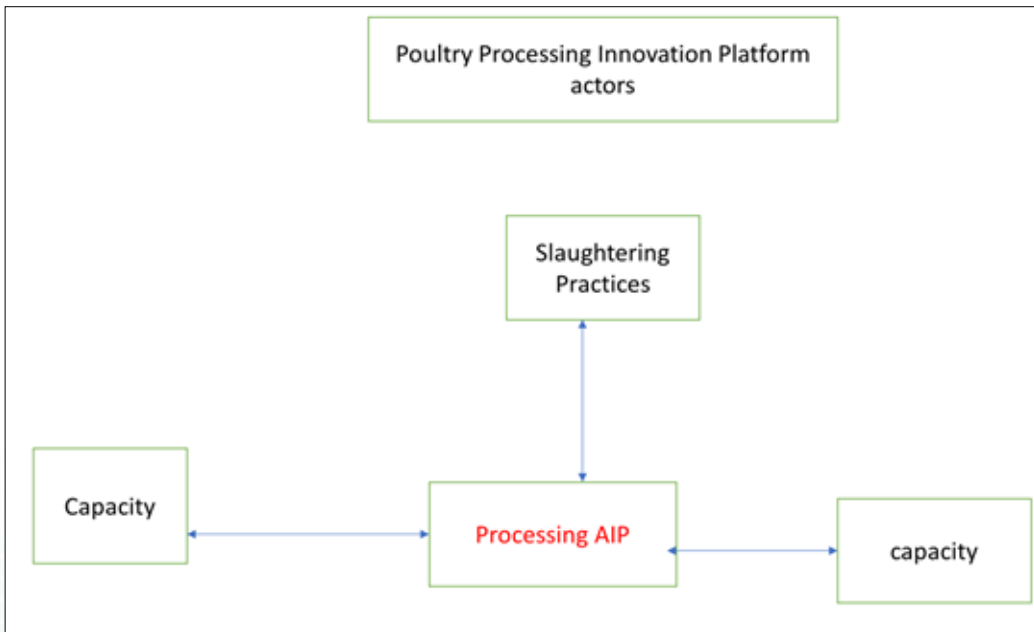 Poultry Processing Innovation Platform
actors
Slaughtering
Practices
Capacity
Processing AIP
capacity